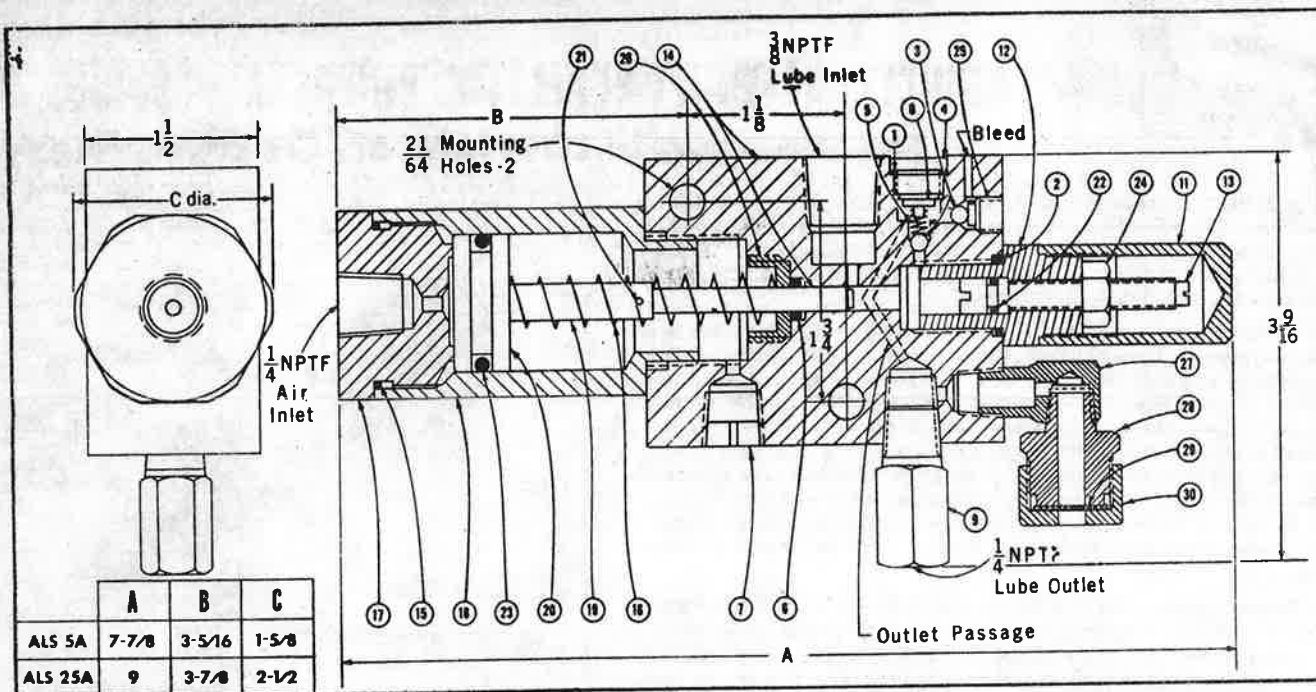 21 26 14
3/8 NPTF
Lube Inlet
3 25 12
5 1 6 4
Bleed
B
1 1/8
21/64 Mounting
Holes-2
1 1/2
C dia.
2 22 24 11 13
1 3/4
3 9/16
1/4 NPTF
Air
Inlet
27
28
29
30
9
1/4 NPTF
Lube Outlet
17 15 18 23 20 19 16 7 6
Outlet Passage
A
A B C
ALS 5A 7-7/8 3-5/16 1-5/8
ALS 25A 9 3-7/8 2-1/2